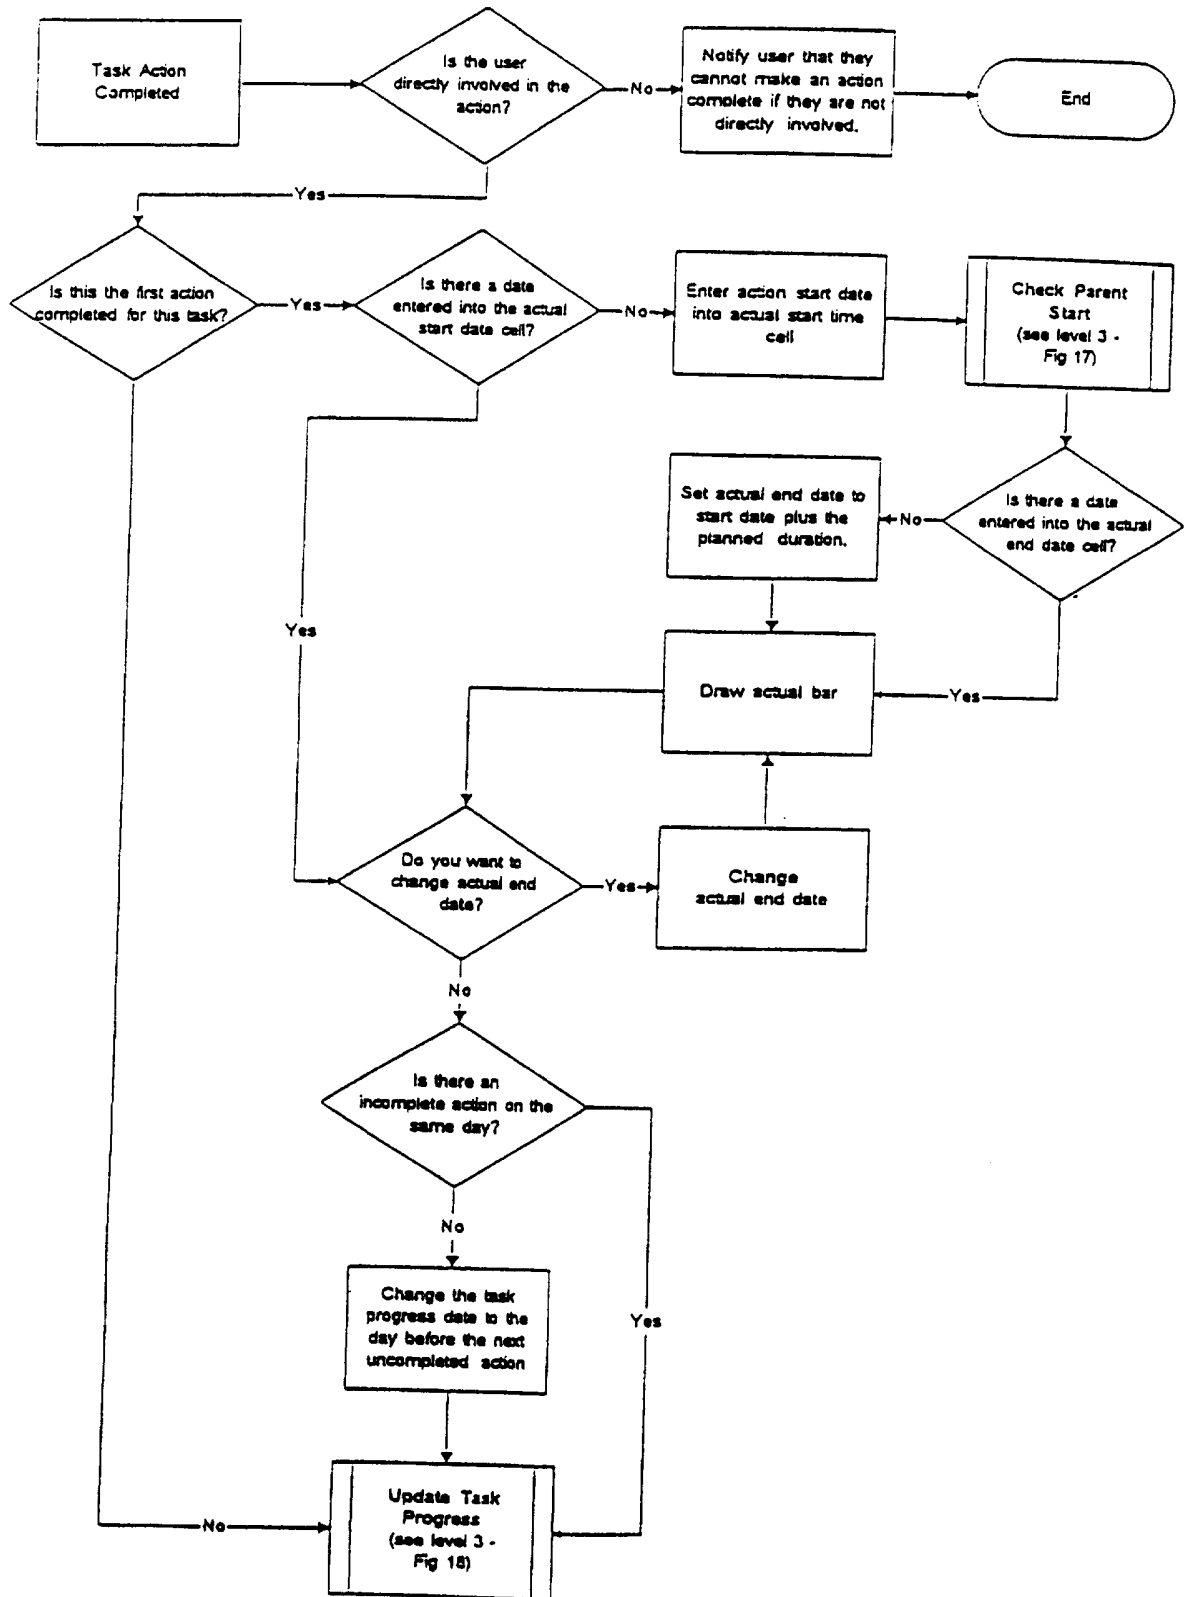 Task Action
Completed
Is the user
directly involved in the
action?
No
Notify user that they
cannot make an action
complete if they are not
directly involved.
End
Yes
Is this the first action
completed for this task?
Yes
Is there a date
entered into the actual
start date cell?
No
Enter action start date
into actual start time
cell
Check Parent
Start
(see level 3 -
Fig 17)
Is there a date
entered into the actual
end date cell?
No
Set actual end date to
start date plus the
planned duration.
Yes
Yes
Draw actual bar
Do you want to
change actual end
date?
Yes
Change
actual end date
No
Is there an
incomplete action on the
same day?
No
Yes
Change the task
progress date to the
day before the next
uncompleted action
No
Update Task
Progress
(see level 3 -
Fig 18)